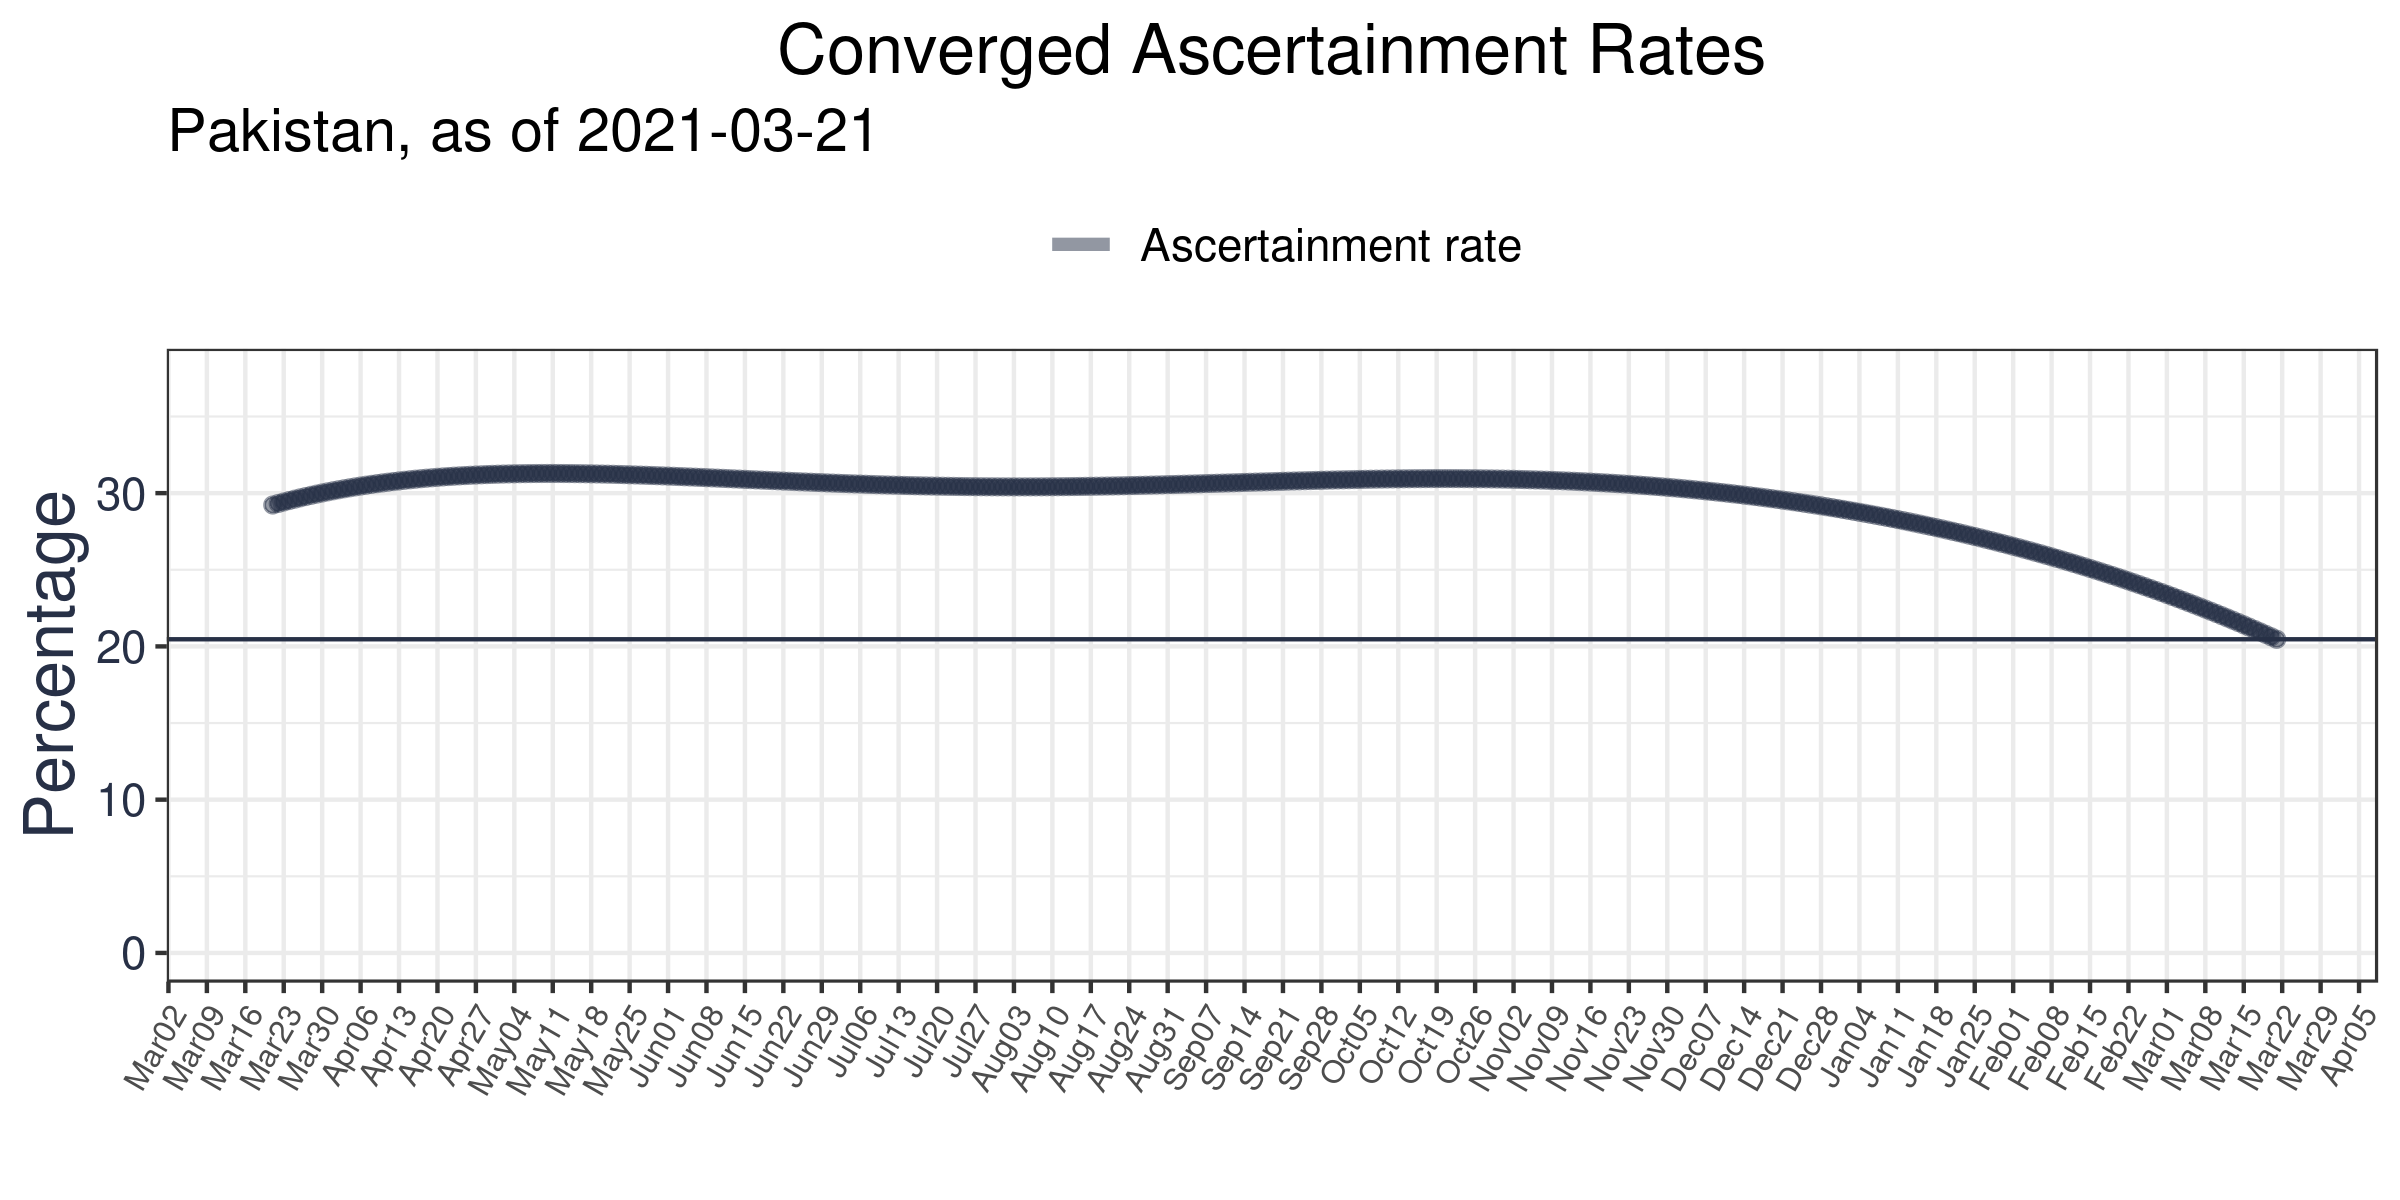 Converged Ascertainment Rates
Pakistan, as of 2021-03-21
Ascertainment rate
Percentage
30
20
10
0
Mar02 Mar09 Mar16 Mar23 Mar30 Apr06 Apr13 Apr20 Apr27 May04 May11 May18 May25 Jun01 Jun08 Jun15 Jun22 Jun29 Jul06 Jul13 Jul20 Jul27 Aug03 Aug10 Aug17 Aug24 Aug31 Sep07 Sep14 Sep21 Sep28 Oct05 Oct12 Oct19 Oct26 Nov02 Nov09 Nov16 Nov23 Nov30 Dec07 Dec14 Dec21 Dec28 Jan04 Jan11 Jan18 Jan25 Feb01 Feb08 Feb15 Feb22 Mar01 Mar08 Mar15 Mar22 Mar29 Apr05